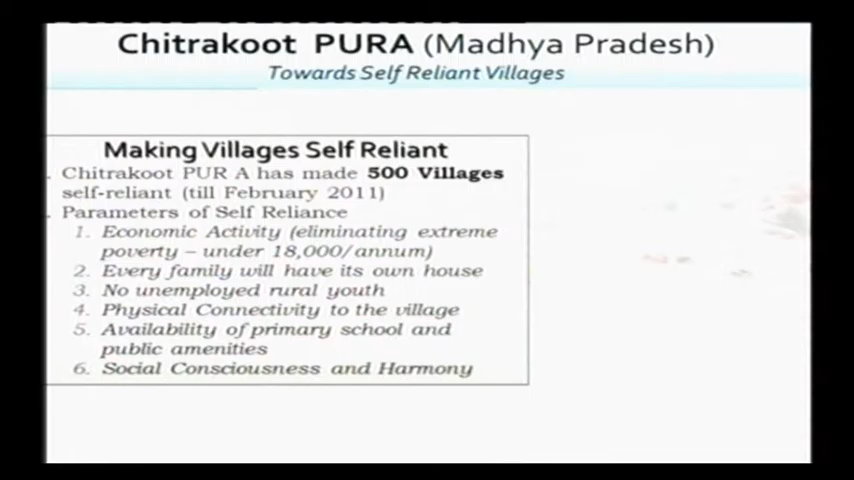 Chitrakoot PURA (Madhya Pradesh)
Towards Self Reliant Villages
Making Villages Self Reliant
. Chitrakoot PUR A has made 500 Villages
self-reliant (till February 2011)
. Parameters of Self Reliance
1. Economic Activity (eliminating extreme
poverty – under 18,000/annum)
2. Every family will have its own house
3. No unemployed rural youth
4. Physical Connectivity to the village
5. Availability of primary school and
public amenities
6. Social Consciousness and Harmony